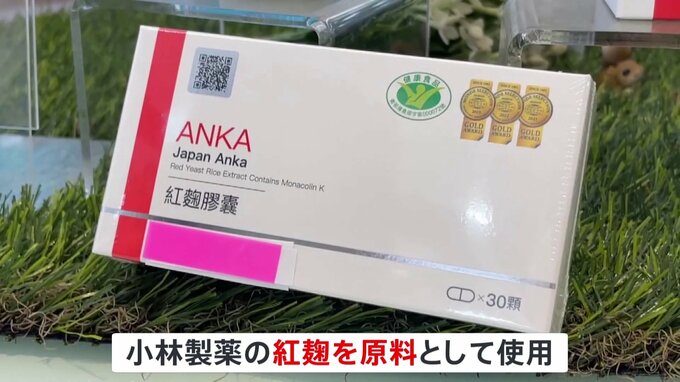 健康食品
ANKA
Japan Anka
Red Yeast Rice Extract Contains Monacolin K
紅麴膠囊
GOLD AWARD
GOLD AWARD
GOLD AWARD
×30顆
小林製薬の紅麹を原料として使用